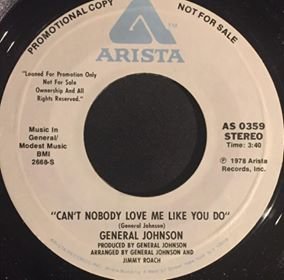 PROMOTIONAL COPY
NOT FOR SALE
ARISTA
TM
"Loaned For Promotion Only
Not For Sale
Ownership And All
Rights Reserved."
Music In
General/
Modest Music
BMI
2668-S
AS 0359
STEREO
Time: 3:40
℗ 1978 Arista
Records, Inc.
"CAN'T NOBODY LOVE ME LIKE YOU DO"
(General Johnson)
GENERAL JOHNSON
PRODUCED BY GENERAL JOHNSON
ARRANGED BY GENERAL JOHNSON AND
JIMMY ROACH